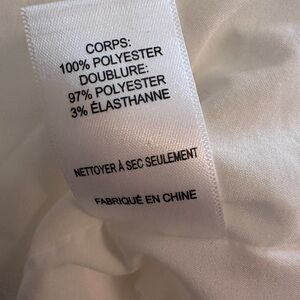 CORPS:
100% POLYESTER
DOUBLURE:
97% POLYESTER
3% ÉLASTHANNE
NETTOYER À SEC SEULEMENT
FABRIQUÉ EN CHINE